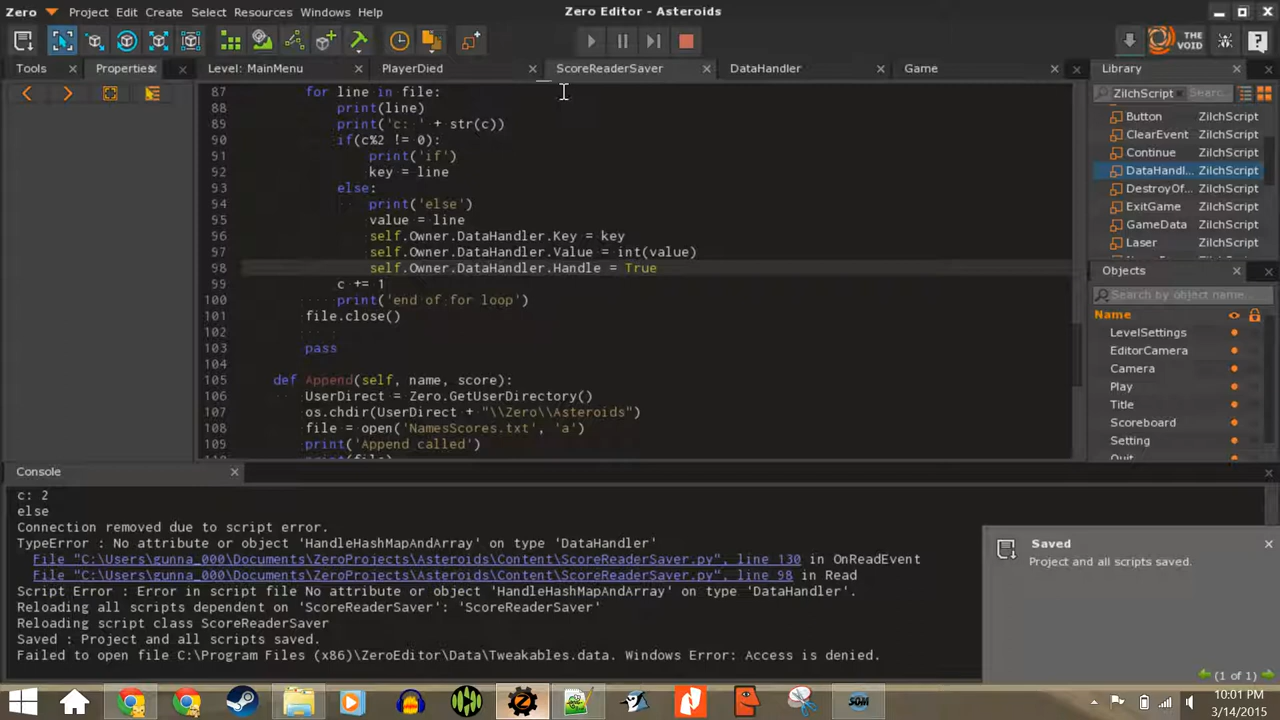 Zero Project Edit Create Select Resources Windows Help
Zero Editor - Asteroids
THE VOID
Tools Properties Level: MainMenu PlayerDied ScoreReaderSaver DataHandler Game Library
87 for line in file:
88 print(line)
89 print('c: ' + str(c))
90 if(c%2 != 0):
91 print('if')
92 key = line
93 else:
94 print('else')
95 value = line
96 self.Owner.DataHandler.Key = key
97 self.Owner.DataHandler.Value = int(value)
98 self.Owner.DataHandler.Handle = True
99 c += 1
100 print('end of for loop')
101 file.close()
102
103 pass
104
105 def Append(self, name, score):
106 UserDirect = Zero.GetUserDirectory()
107 os.chdir(UserDirect + "\\Zero\\Asteroids")
108 file = open('NamesScores.txt', 'a')
109 print('Append called')
ZilchScript Searc
Button ZilchScript
ClearEvent ZilchScript
Continue ZilchScript
DataHandl... ZilchScript
DestroyOf... ZilchScript
ExitGame ZilchScript
GameData ZilchScript
Laser ZilchScript
Objects
Search by object name...
Name
LevelSettings
EditorCamera
Camera
Play
Title
Scoreboard
Setting
Quit
Console
c: 2
else
Connection removed due to script error.
TypeError : No attribute or object 'HandleHashMapAndArray' on type 'DataHandler'
File "C:\Users\gunna_000\Documents\ZeroProjects\Asteroids\Content\ScoreReaderSaver.py", line 130 in OnReadEvent
File "C:\Users\gunna_000\Documents\ZeroProjects\Asteroids\Content\ScoreReaderSaver.py", line 98 in Read
Script Error : Error in script file No attribute or object 'HandleHashMapAndArray' on type 'DataHandler'.
Reloading all scripts dependent on 'ScoreReaderSaver': 'ScoreReaderSaver'
Reloading script class ScoreReaderSaver
Saved : Project and all scripts saved.
Failed to open file C:\Program Files (x86)\ZeroEditor\Data\Tweakables.data. Windows Error: Access is denied.
Saved
Project and all scripts saved.
(1 of 1)
10:01 PM
3/14/2015